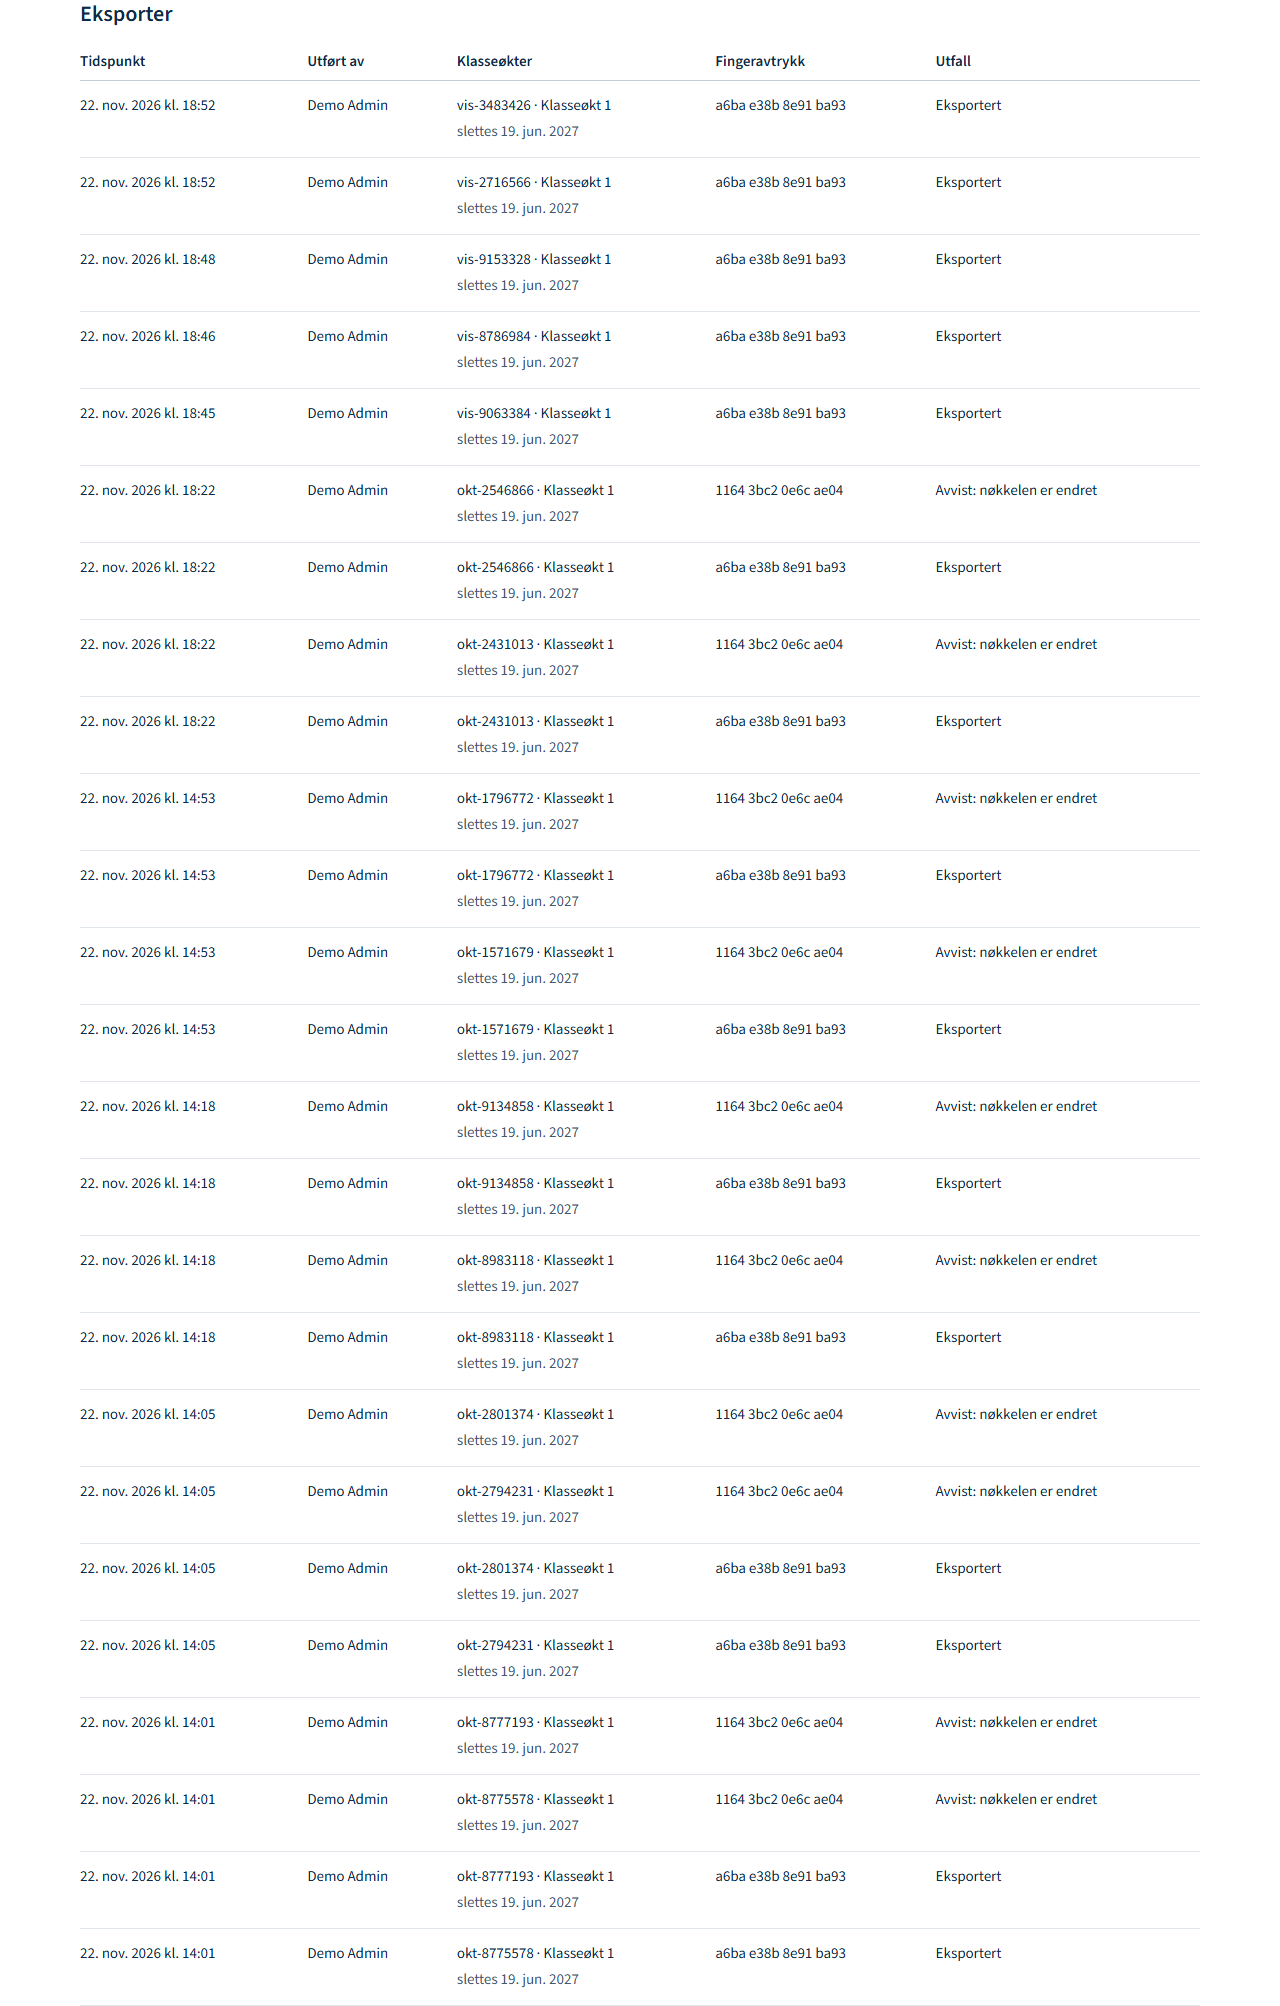 Eksporter
Tidspunkt Utført av Klasseøkter Fingeravtrykk Utfall
22. nov. 2026 kl. 18:52 Demo Admin vis-3483426 · Klasseøkt 1 a6ba e38b 8e91 ba93 Eksportert
slettes 19. jun. 2027
22. nov. 2026 kl. 18:52 Demo Admin vis-2716566 · Klasseøkt 1 a6ba e38b 8e91 ba93 Eksportert
slettes 19. jun. 2027
22. nov. 2026 kl. 18:48 Demo Admin vis-9153328 · Klasseøkt 1 a6ba e38b 8e91 ba93 Eksportert
slettes 19. jun. 2027
22. nov. 2026 kl. 18:46 Demo Admin vis-8786984 · Klasseøkt 1 a6ba e38b 8e91 ba93 Eksportert
slettes 19. jun. 2027
22. nov. 2026 kl. 18:45 Demo Admin vis-9063384 · Klasseøkt 1 a6ba e38b 8e91 ba93 Eksportert
slettes 19. jun. 2027
22. nov. 2026 kl. 18:22 Demo Admin okt-2546866 · Klasseøkt 1 1164 3bc2 0e6c ae04 Avvist: nøkkelen er endret
slettes 19. jun. 2027
22. nov. 2026 kl. 18:22 Demo Admin okt-2546866 · Klasseøkt 1 a6ba e38b 8e91 ba93 Eksportert
slettes 19. jun. 2027
22. nov. 2026 kl. 18:22 Demo Admin okt-2431013 · Klasseøkt 1 1164 3bc2 0e6c ae04 Avvist: nøkkelen er endret
slettes 19. jun. 2027
22. nov. 2026 kl. 18:22 Demo Admin okt-2431013 · Klasseøkt 1 a6ba e38b 8e91 ba93 Eksportert
slettes 19. jun. 2027
22. nov. 2026 kl. 14:53 Demo Admin okt-1796772 · Klasseøkt 1 1164 3bc2 0e6c ae04 Avvist: nøkkelen er endret
slettes 19. jun. 2027
22. nov. 2026 kl. 14:53 Demo Admin okt-1796772 · Klasseøkt 1 a6ba e38b 8e91 ba93 Eksportert
slettes 19. jun. 2027
22. nov. 2026 kl. 14:53 Demo Admin okt-1571679 · Klasseøkt 1 1164 3bc2 0e6c ae04 Avvist: nøkkelen er endret
slettes 19. jun. 2027
22. nov. 2026 kl. 14:53 Demo Admin okt-1571679 · Klasseøkt 1 a6ba e38b 8e91 ba93 Eksportert
slettes 19. jun. 2027
22. nov. 2026 kl. 14:18 Demo Admin okt-9134858 · Klasseøkt 1 1164 3bc2 0e6c ae04 Avvist: nøkkelen er endret
slettes 19. jun. 2027
22. nov. 2026 kl. 14:18 Demo Admin okt-9134858 · Klasseøkt 1 a6ba e38b 8e91 ba93 Eksportert
slettes 19. jun. 2027
22. nov. 2026 kl. 14:18 Demo Admin okt-8983118 · Klasseøkt 1 1164 3bc2 0e6c ae04 Avvist: nøkkelen er endret
slettes 19. jun. 2027
22. nov. 2026 kl. 14:18 Demo Admin okt-8983118 · Klasseøkt 1 a6ba e38b 8e91 ba93 Eksportert
slettes 19. jun. 2027
22. nov. 2026 kl. 14:05 Demo Admin okt-2801374 · Klasseøkt 1 1164 3bc2 0e6c ae04 Avvist: nøkkelen er endret
slettes 19. jun. 2027
22. nov. 2026 kl. 14:05 Demo Admin okt-2794231 · Klasseøkt 1 1164 3bc2 0e6c ae04 Avvist: nøkkelen er endret
slettes 19. jun. 2027
22. nov. 2026 kl. 14:05 Demo Admin okt-2801374 · Klasseøkt 1 a6ba e38b 8e91 ba93 Eksportert
slettes 19. jun. 2027
22. nov. 2026 kl. 14:05 Demo Admin okt-2794231 · Klasseøkt 1 a6ba e38b 8e91 ba93 Eksportert
slettes 19. jun. 2027
22. nov. 2026 kl. 14:01 Demo Admin okt-8777193 · Klasseøkt 1 1164 3bc2 0e6c ae04 Avvist: nøkkelen er endret
slettes 19. jun. 2027
22. nov. 2026 kl. 14:01 Demo Admin okt-8775578 · Klasseøkt 1 1164 3bc2 0e6c ae04 Avvist: nøkkelen er endret
slettes 19. jun. 2027
22. nov. 2026 kl. 14:01 Demo Admin okt-8777193 · Klasseøkt 1 a6ba e38b 8e91 ba93 Eksportert
slettes 19. jun. 2027
22. nov. 2026 kl. 14:01 Demo Admin okt-8775578 · Klasseøkt 1 a6ba e38b 8e91 ba93 Eksportert
slettes 19. jun. 2027